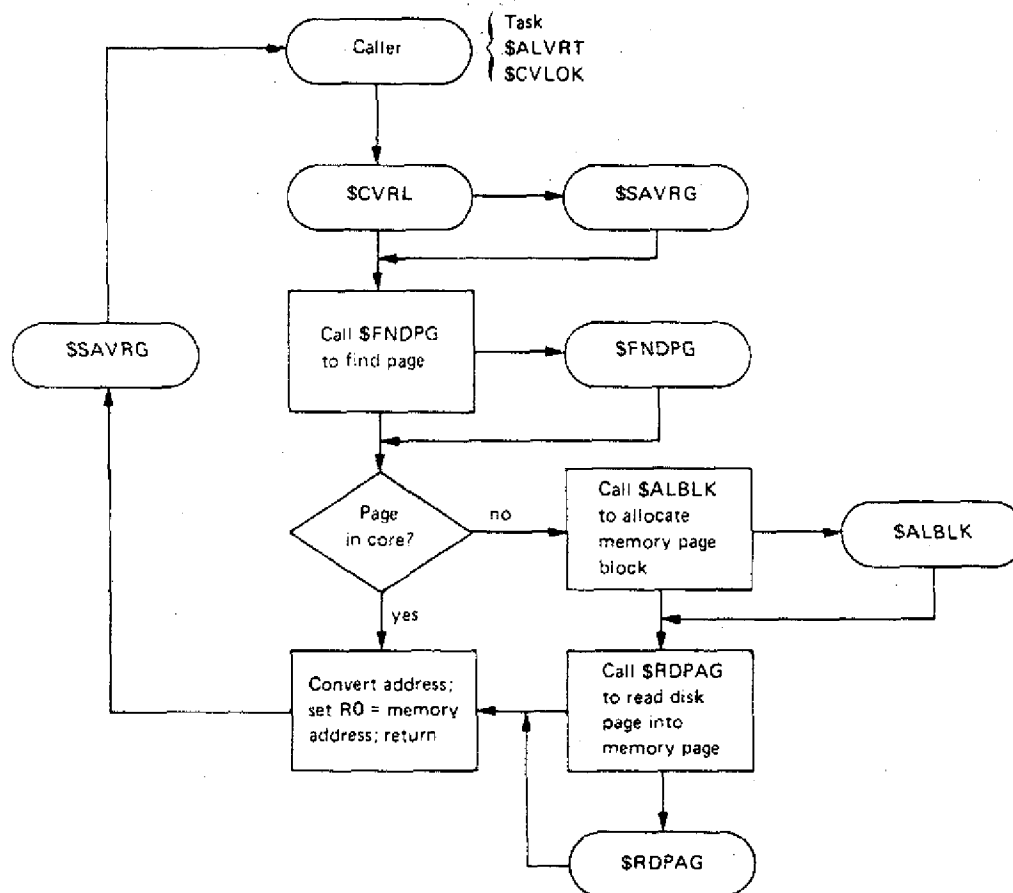 Caller
Task
$ALVRT
$CVLOK
$CVRL
$SAVRG
Call $FNDPG
to find page
$FNDPG
$SAVRG
Page
in core?
no
Call $ALBLK
to allocate
memory page
block
$ALBLK
yes
Convert address;
set R0 = memory
address; return
Call $RDPAG
to read disk
page into
memory page
$RDPAG